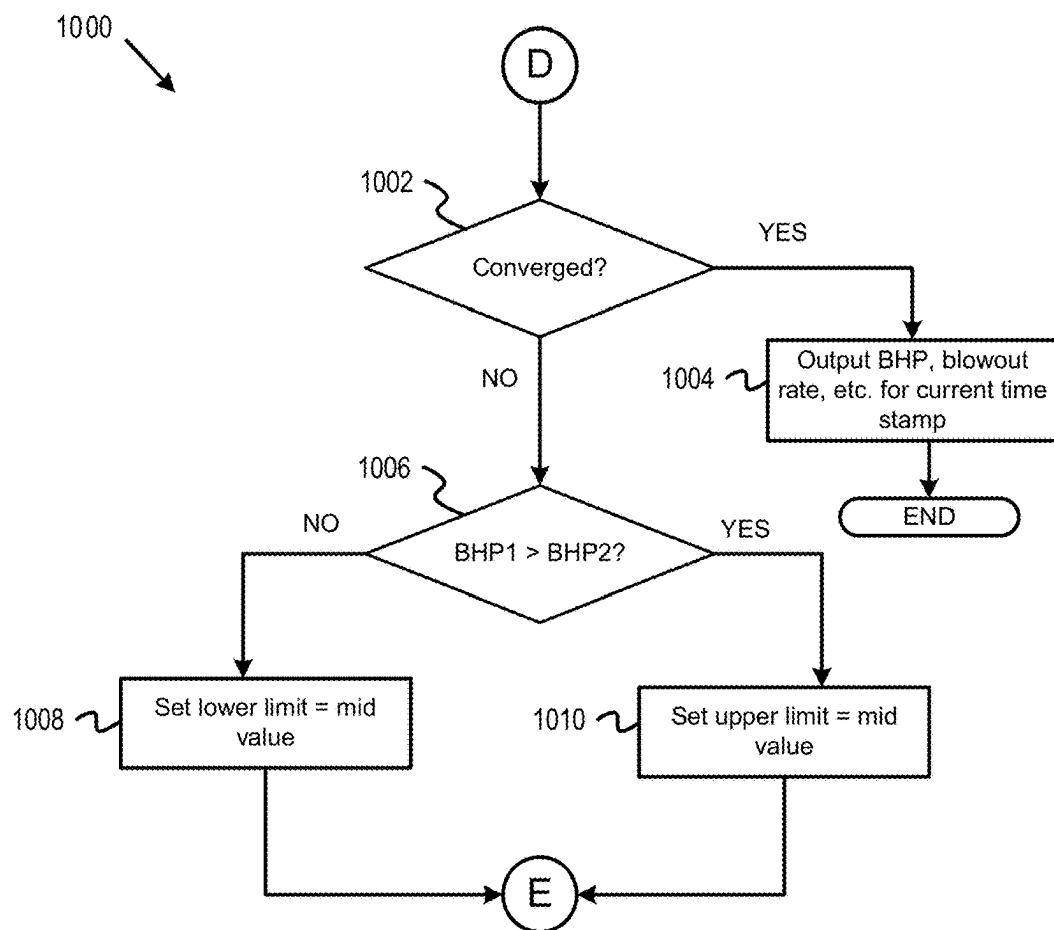 1000
D
1002
YES
Converged?
NO
1004
Output BHP, blowout
rate, etc. for current time
stamp
END
1006
NO
YES
BHP1 > BHP2?
1008
Set lower limit = mid
value
1010
Set upper limit = mid
value
E